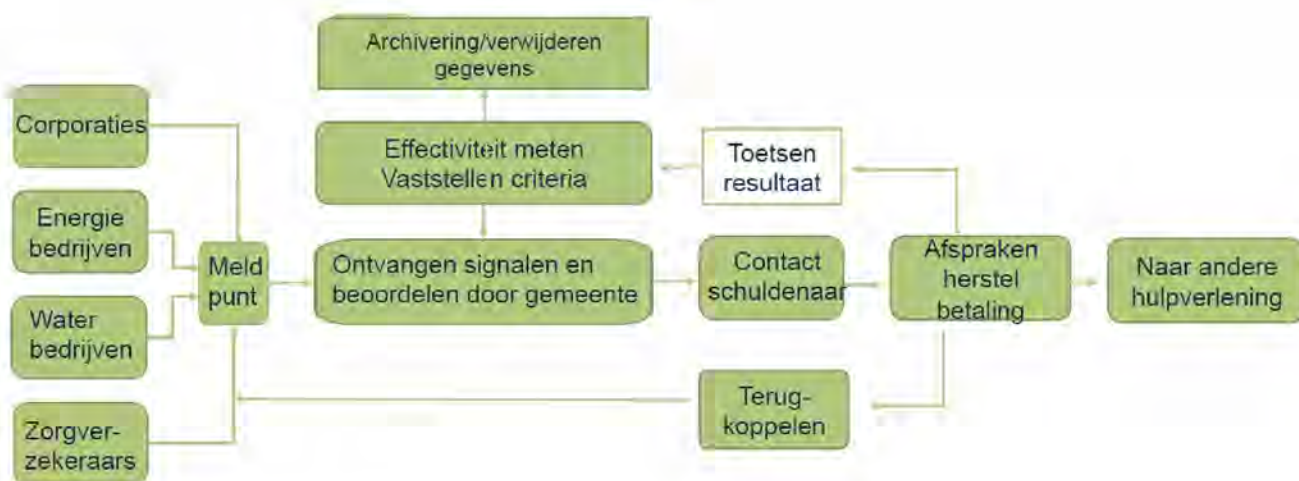 Archivering/verwijderen
gegevens
Corporaties
Effectiviteit meten
Vaststellen criteria
Toetsen
resultaat
Energie
bedrijven
Meld
punt
Ontvangen signalen en
beoordelen door gemeente
Contact
schuldenaar
Afspraken
herstel
betaling
Naar andere
hulpverlening
Water
bedrijven
Terug-
koppelen
Zorgver-
zekeraars